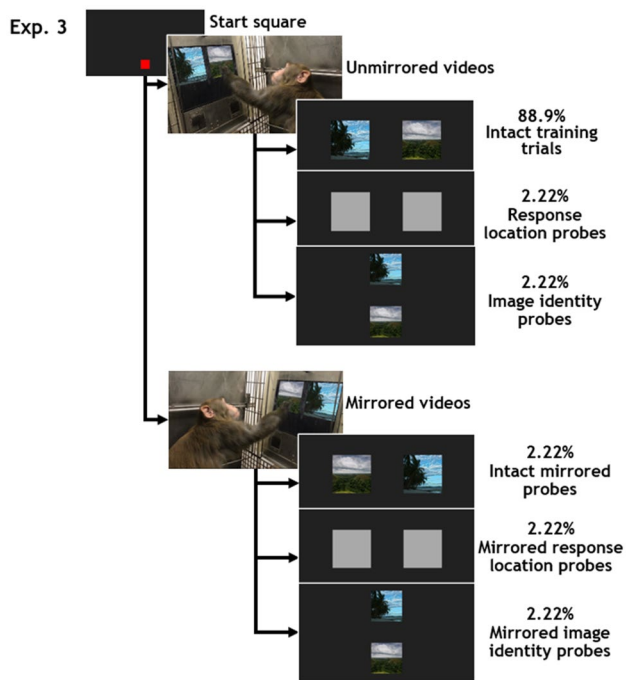 Exp. 3
Start square
Unmirrored videos
88.9%
Intact training
trials
2.22%
Response
location probes
2.22%
Image identity
probes
Mirrored videos
2.22%
Intact mirrored
probes
2.22%
Mirrored response
location probes
2.22%
Mirrored image
identity probes